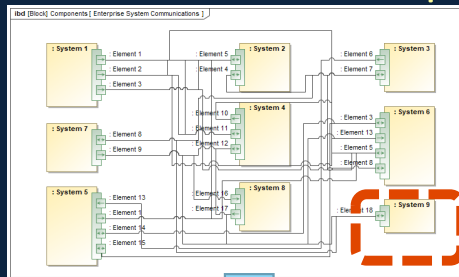 ibd [Block] Components [ Enterprise System Communications ]
: System 1
: Element 1
: Element 2
: Element 3
: Element 5
: Element 4
: System 2
: Element 6
: Element 7
: System 3
: System 7
: Element 8
: Element 9
: Element 10
: Element 11
: Element 12
: System 4
: Element 3
: Element 13
: Element 5
: Element 8
: System 6
: System 5
: Element 13
: Element 1
: Element 14
: Element 15
: Element 16
: Element 17
: System 8
: Element 18
: System 9